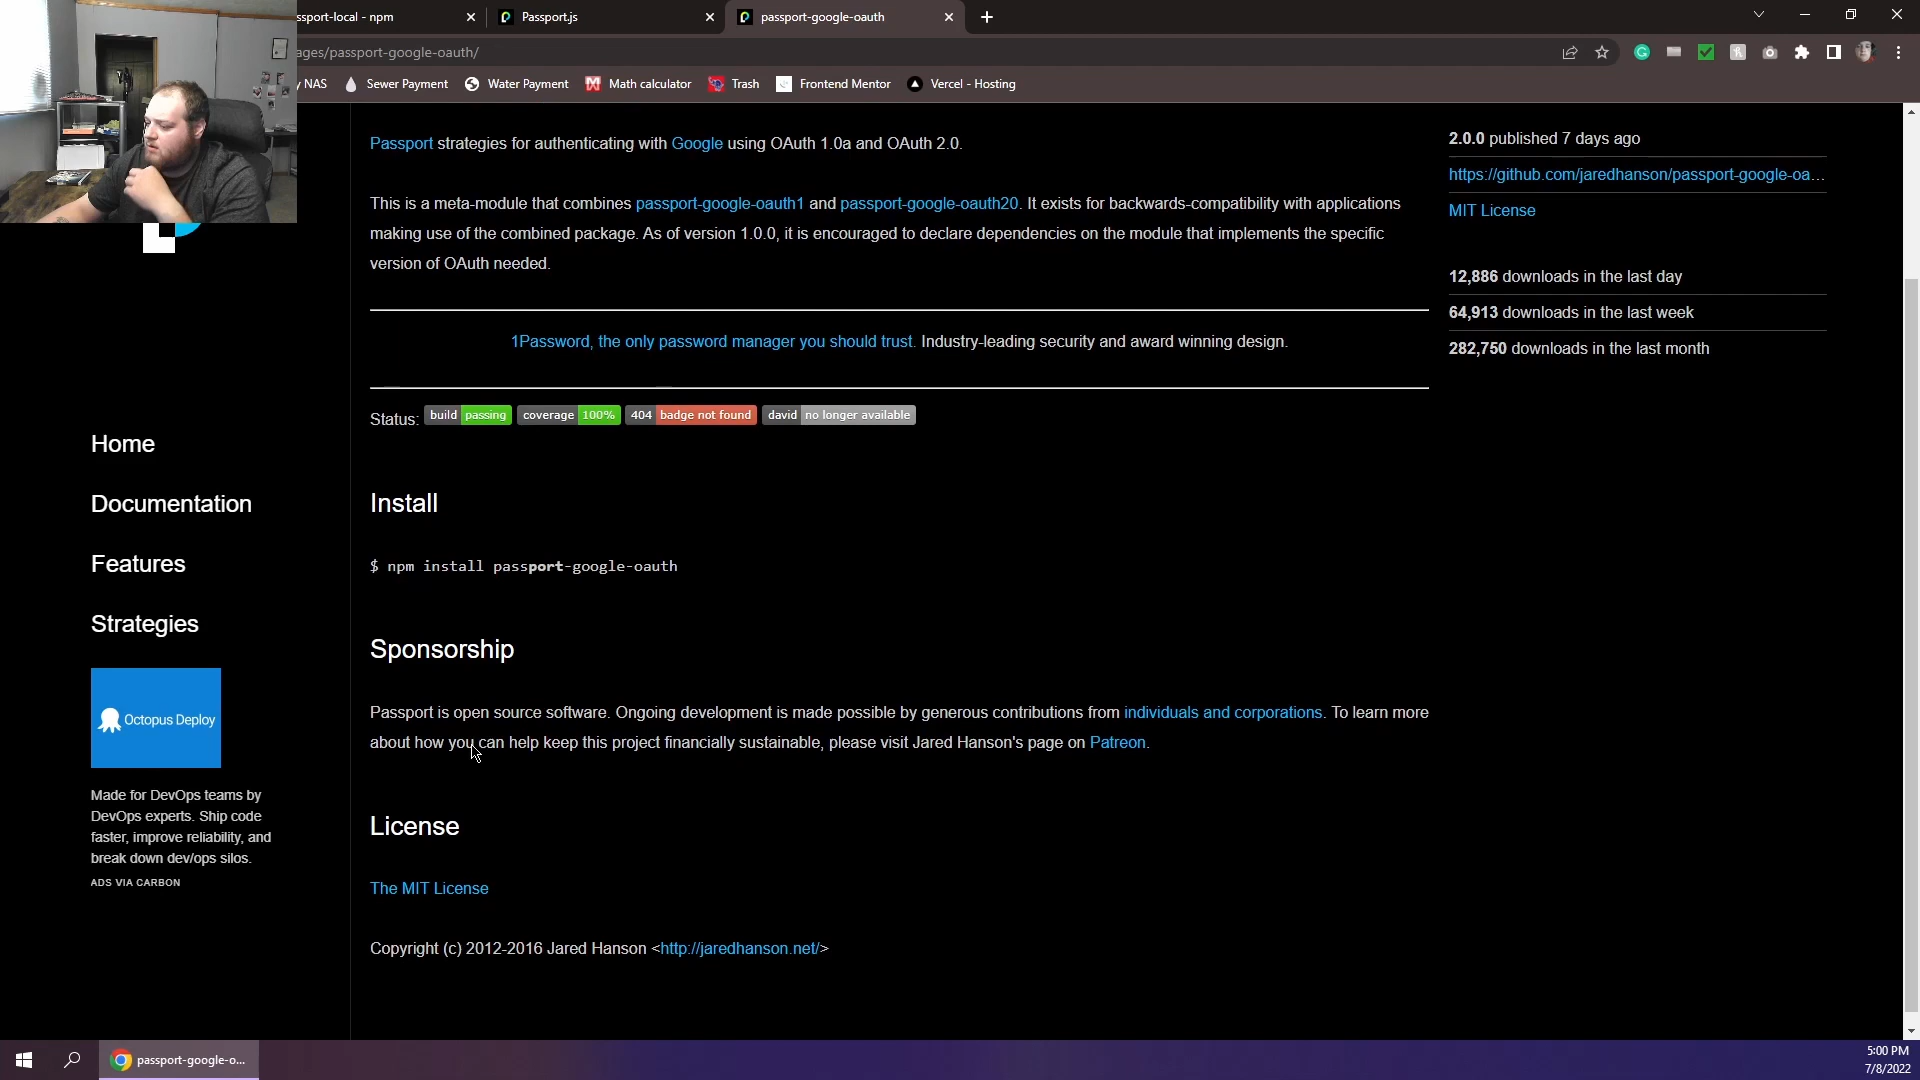 ssport-local - npm
Passport.js
passport-google-oauth
ages/passport-google-oauth/
y NAS
Sewer Payment
Water Payment
Math calculator
Trash
Frontend Mentor
Vercel - Hosting
Passport strategies for authenticating with Google using OAuth 1.0a and OAuth 2.0.
This is a meta-module that combines passport-google-oauth1 and passport-google-oauth20. It exists for backwards-compatibility with applications
making use of the combined package. As of version 1.0.0, it is encouraged to declare dependencies on the module that implements the specific
version of OAuth needed.
1Password, the only password manager you should trust. Industry-leading security and award winning design.
Status: build passing coverage 100% 404 badge not found david no longer available
Install
$ npm install passport-google-oauth
Sponsorship
Passport is open source software. Ongoing development is made possible by generous contributions from individuals and corporations. To learn more
about how you can help keep this project financially sustainable, please visit Jared Hanson's page on Patreon.
License
The MIT License
Copyright (c) 2012-2016 Jared Hanson <http://jaredhanson.net/>
2.0.0 published 7 days ago
https://github.com/jaredhanson/passport-google-oa...
MIT License
12,886 downloads in the last day
64,913 downloads in the last week
282,750 downloads in the last month
Home
Documentation
Features
Strategies
Octopus Deploy
Made for DevOps teams by
DevOps experts. Ship code
faster, improve reliability, and
break down dev/ops silos.
ADS VIA CARBON
passport-google-o...
5:00 PM
7/8/2022